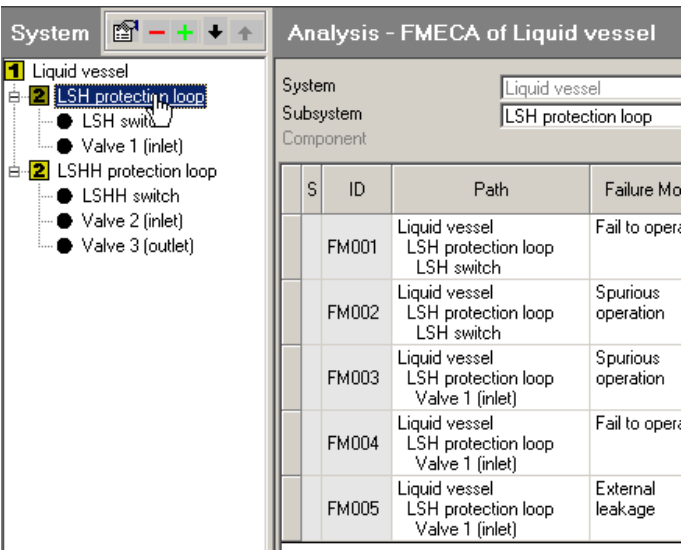 System
Analysis - FMECA of Liquid vessel
1 Liquid vessel
2 LSH protection loop
LSH switch
Valve 1 (inlet)
2 LSHH protection loop
LSHH switch
Valve 2 (inlet)
Valve 3 (outlet)
System Liquid vessel
Subsystem LSH protection loop
Component
S ID Path Failure Mo
FM001 Liquid vessel Fail to opera
LSH protection loop
LSH switch
FM002 Liquid vessel Spurious
LSH protection loop operation
LSH switch
FM003 Liquid vessel Spurious
LSH protection loop operation
Valve 1 (inlet)
FM004 Liquid vessel Fail to opera
LSH protection loop
Valve 1 (inlet)
FM005 Liquid vessel External
LSH protection loop leakage
Valve 1 (inlet)